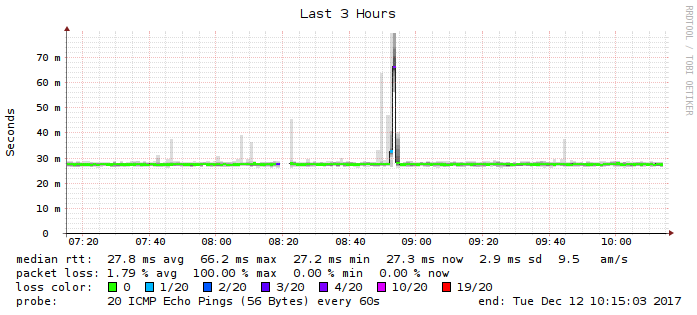 Last 3 Hours
RRDTOOL / TOBI OETIKER
Seconds
70 m
60 m
50 m
40 m
30 m
20 m
10 m
0
07:20 07:40 08:00 08:20 08:40 09:00 09:20 09:40 10:00
median rtt: 27.8 ms avg 66.2 ms max 27.2 ms min 27.3 ms now 2.9 ms sd 9.5 am/s
packet loss: 1.79 % avg 100.00 % max 0.00 % min 0.00 % now
loss color: 0 1/20 2/20 3/20 4/20 10/20 19/20
probe: 20 ICMP Echo Pings (56 Bytes) every 60s end: Tue Dec 12 10:15:03 2017